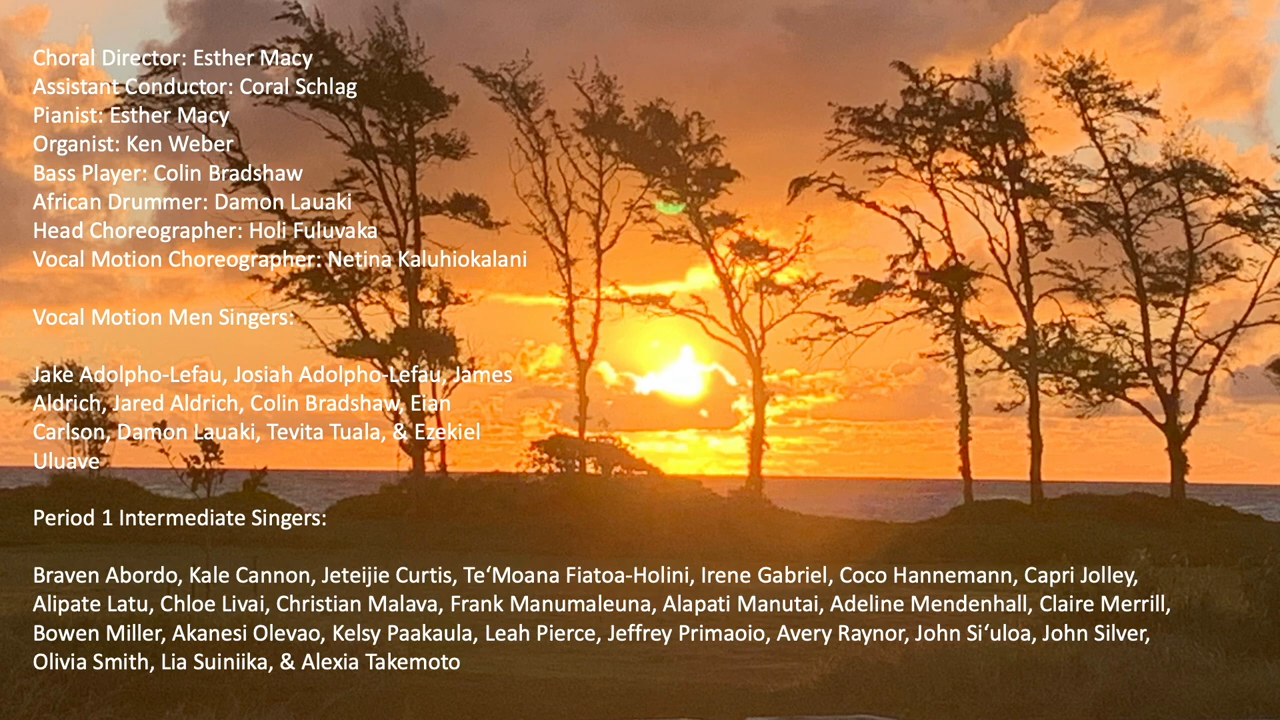 Choral Director: Esther Macy
Assistant Conductor: Coral Schlag
Pianist: Esther Macy
Organist: Ken Weber
Bass Player: Colin Bradshaw
African Drummer: Damon Lauaki
Head Choreographer: Holi Fuluvaka
Vocal Motion Choreographer: Netina Kaluhiokalani
Vocal Motion Men Singers:
Jake Adolpho-Lefau, Josiah Adolpho-Lefau, James
Aldrich, Jared Aldrich, Colin Bradshaw, Eian
Carlson, Damon Lauaki, Tevita Tuala, & Ezekiel
Uluave
Period 1 Intermediate Singers:
Braven Abordo, Kale Cannon, Jeteijie Curtis, Te‘Moana Fiatoa-Holini, Irene Gabriel, Coco Hannemann, Capri Jolley,
Alipate Latu, Chloe Livai, Christian Malava, Frank Manumaleuna, Alapati Manutai, Adeline Mendenhall, Claire Merrill,
Bowen Miller, Akanesi Olevao, Kelsy Paakaula, Leah Pierce, Jeffrey Primaoio, Avery Raynor, John Si‘uloa, John Silver,
Olivia Smith, Lia Suiniika, & Alexia Takemoto